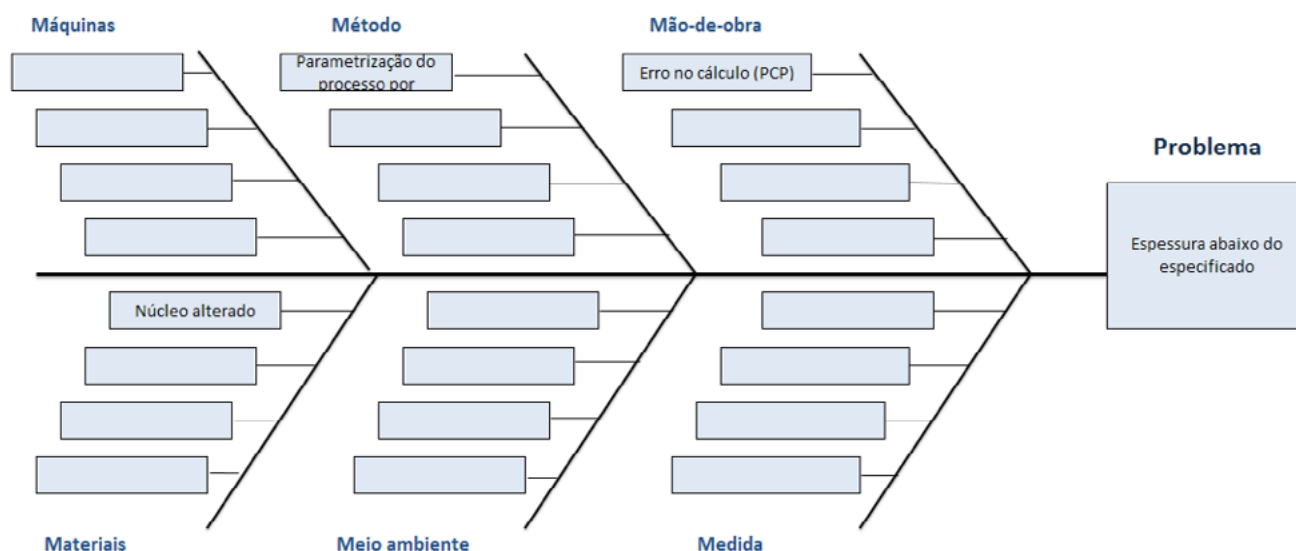 Máquinas
Método
Mão-de-obra
Parametrização do
processo por
Erro no cálculo (PCP)
Problema
Espessura abaixo do
especificado
Núcleo alterado
Materiais
Meio ambiente
Medida